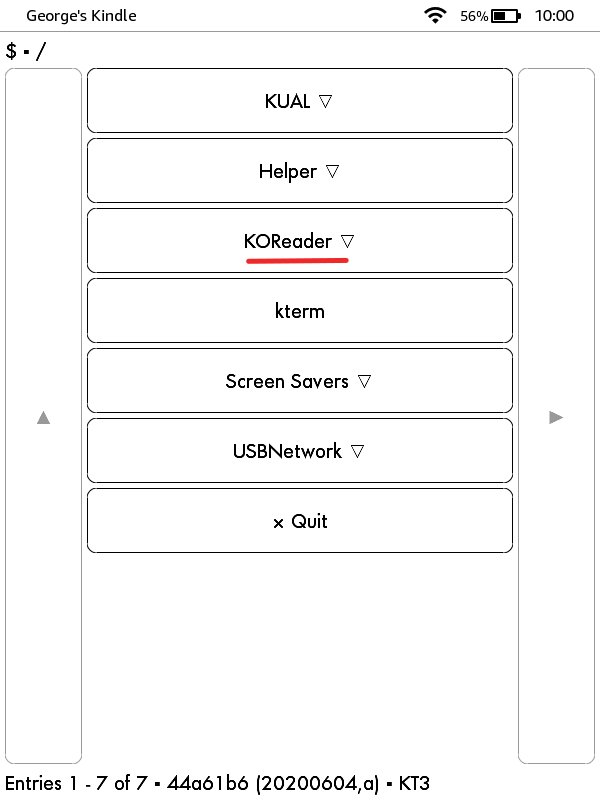 George's Kindle 56% 10:00
$ ▪ /
KUAL ▽
Helper ▽
KOReader ▽
kterm
Screen Savers ▽
USBNetwork ▽
× Quit
Entries 1 - 7 of 7 ▪ 44a61b6 (20200604,a) ▪ KT3